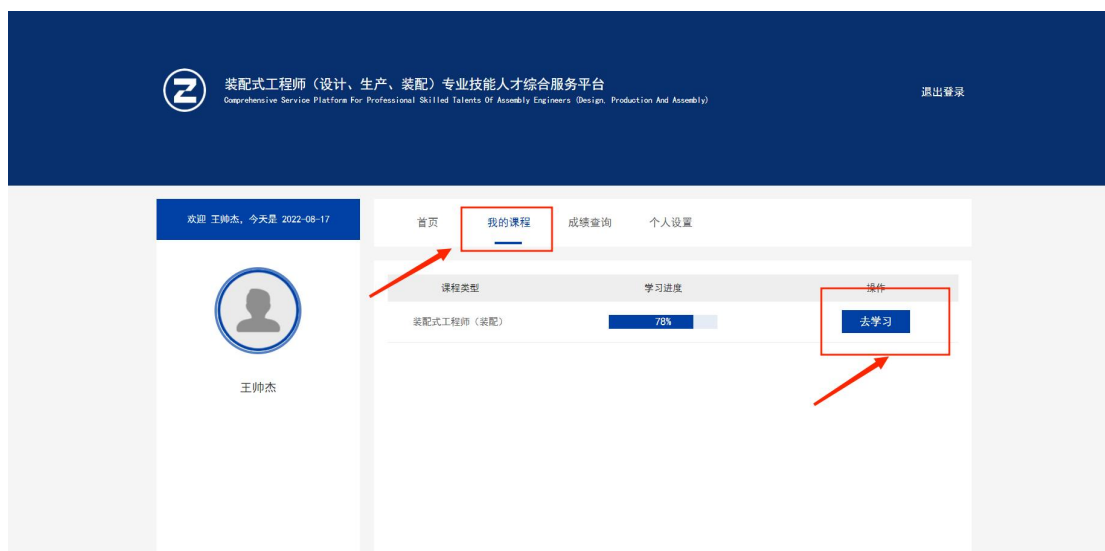 装配式工程师（设计、生产、装配）专业技能人才综合服务平台
Comprehensive Service Platform For Professional Skilled Talents Of Assembly Engineers (Design, Production And Assembly)
退出登录
欢迎 王帅杰, 今天是 2022-08-17
首页 我的课程 成绩查询 个人设置
课程类型 学习进度 操作
装配式工程师（装配） 78% 去学习
王帅杰